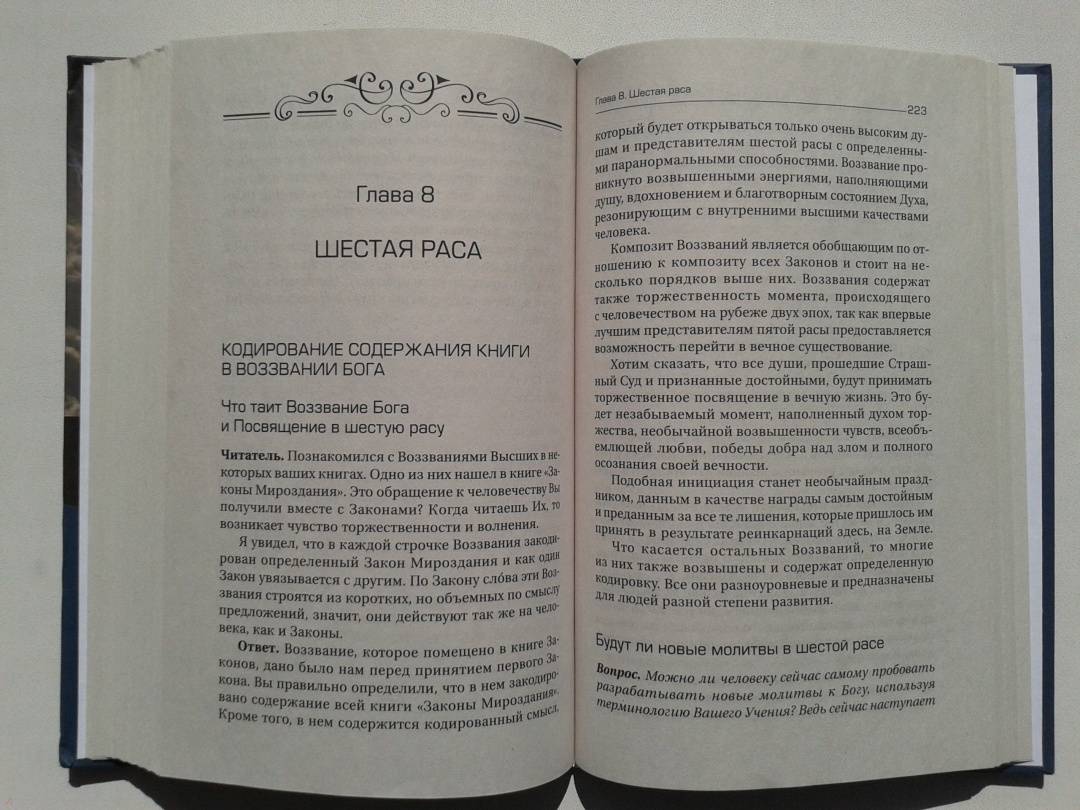 Глава 8
ШЕСТАЯ РАСА
КОДИРОВАНИЕ СОДЕРЖАНИЯ КНИГИ
В ВОЗЗВАНИИ БОГА
Что таит Воззвание Бога
и Посвящение в шестую расу
Читатель. Познакомился с Воззваниями Высших в не-
которых ваших книгах. Одно из них нашел в книге «За-
коны Мироздания». Это обращение к человечеству Вы
получили вместе с Законами? Когда читаешь Их, то
возникает чувство торжественности и волнения.
Я увидел, что в каждой строчке Воззвания закоди-
рован определенный Закон Мироздания и как один
Закон увязывается с другим. По Закону сло́ва эти Воз-
звания строятся из коротких, но объемных по смыслу
предложений, значит, они действуют так же на чело-
века, как и Законы.
Ответ. Воззвание, которое помещено в книге За-
конов, дано было нам перед принятием первого За-
кона. Вы правильно определили, что в нем закодиро-
вано содержание всей книги «Законы Мироздания».
Кроме того, в нем содержится кодированный смысл,
Глава 8. Шестая раса
223
который будет открываться только очень высоким ду-
шам и представителям шестой расы с определенны-
ми паранормальными способностями. Воззвание про-
никнуто возвышенными энергиями, наполняющими
душу, вдохновением и благотворным состоянием Духа,
резонирующим с внутренними высшими качествами
человека.
Композит Воззваний является обобщающим по от-
ношению к композиту всех Законов и стоит на не-
сколько порядков выше них. Воззвания содержат
также торжественность момента, происходящего
с человечеством на рубеже двух эпох, так как впервые
лучшим представителям пятой расы предоставляется
возможность перейти в вечное существование.
Хотим сказать, что все души, прошедшие Страш-
ный Суд и признанные достойными, будут принимать
торжественное посвящение в вечную жизнь. Это бу-
дет незабываемый момент, наполненный духом тор-
жества, необычайной возвышенности чувств, всеобъ-
емлющей любви, победы добра над злом и полного
осознания своей вечности.
Подобная инициация станет необычайным празд-
ником, данным в качестве награды самым достойным
и преданным за все те лишения, которые пришлось им
принять в результате реинкарнаций здесь, на Земле.
Что касается остальных Воззваний, то многие
из них также возвышены и содержат определенную
кодировку. Все они разноуровневые и предназначены
для людей разной степени развития.
Будут ли новые молитвы в шестой расе
Вопрос. Можно ли человеку сейчас самому пробовать
разрабатывать новые молитвы к Богу, используя
терминологию Вашего Учения? Ведь сейчас наступает